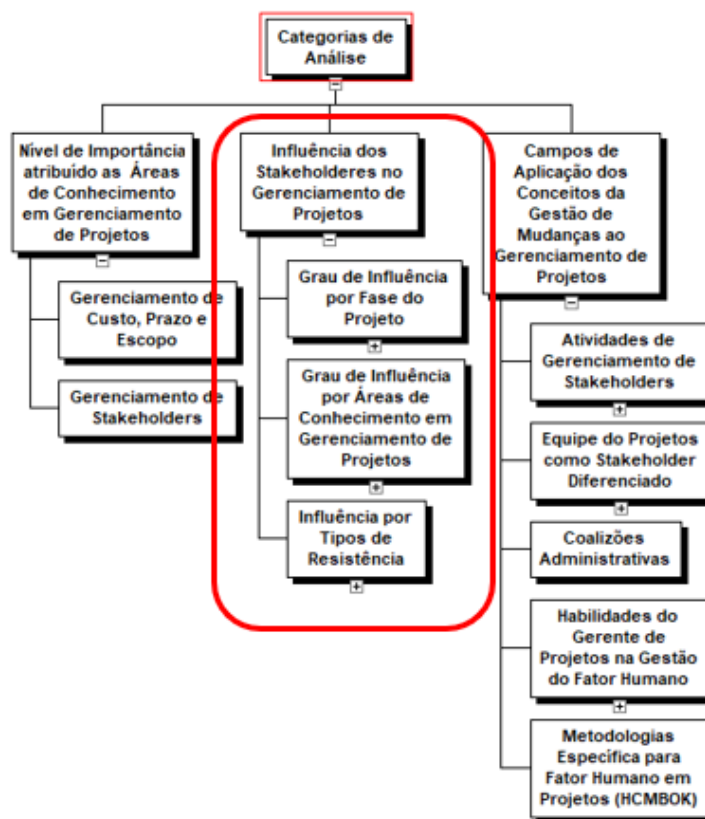 Categorias de
Análise
Nível de Importância
atribuído as Áreas
de Conhecimento
em Gerenciamento
de Projetos
Gerenciamento de
Custo, Prazo e
Escopo
Gerenciamento de
Stakeholders
Influência dos
Stakeholderes no
Gerenciamento de
Projetos
Grau de Influência
por Fase do
Projeto
Grau de Influência
por Áreas de
Conhecimento em
Gerenciamento de
Projetos
Influência por
Tipos de
Resistência
Campos de
Aplicação dos
Conceitos da
Gestão de
Mudanças ao
Gerenciamento de
Projetos
Atividades de
Gerenciamento de
Stakeholders
Equipe do Projetos
como Stakeholder
Diferenciado
Coalizões
Administrativas
Habilidades do
Gerente de
Projetos na Gestão
do Fator Humano
Metodologias
Específica para
Fator Humano em
Projetos (HCMBOK)